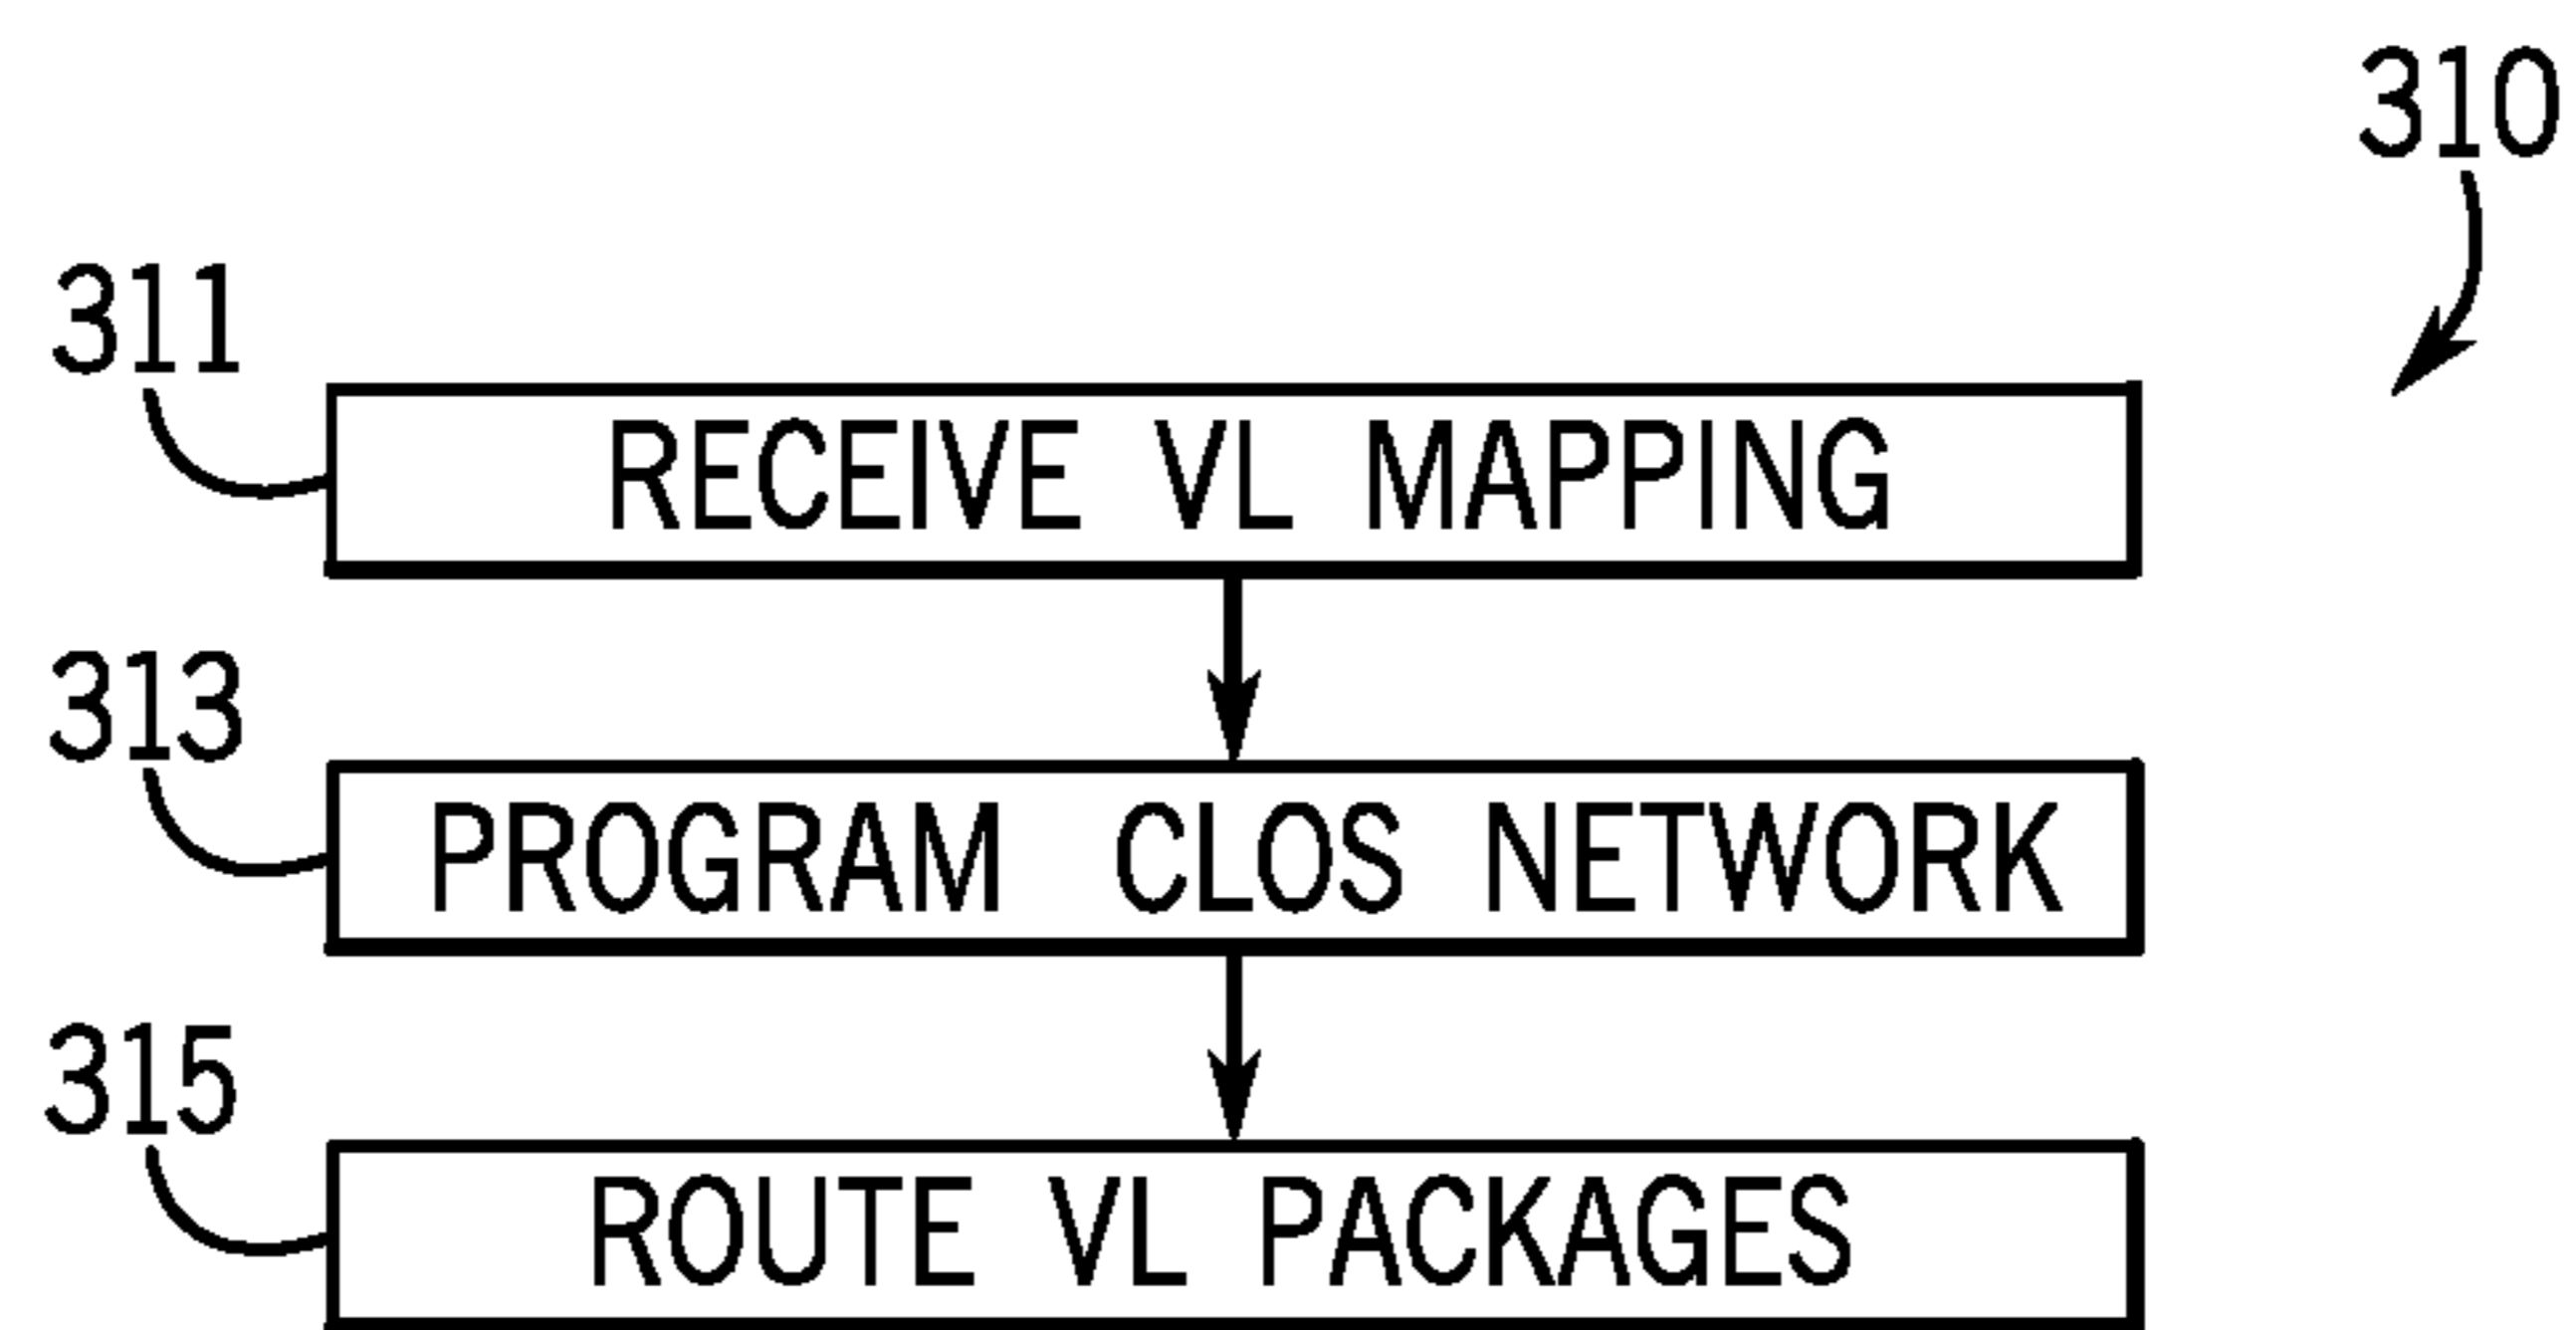 310
311
RECEIVE VL MAPPING
313
PROGRAM CLOS NETWORK
315
ROUTE VL PACKAGES